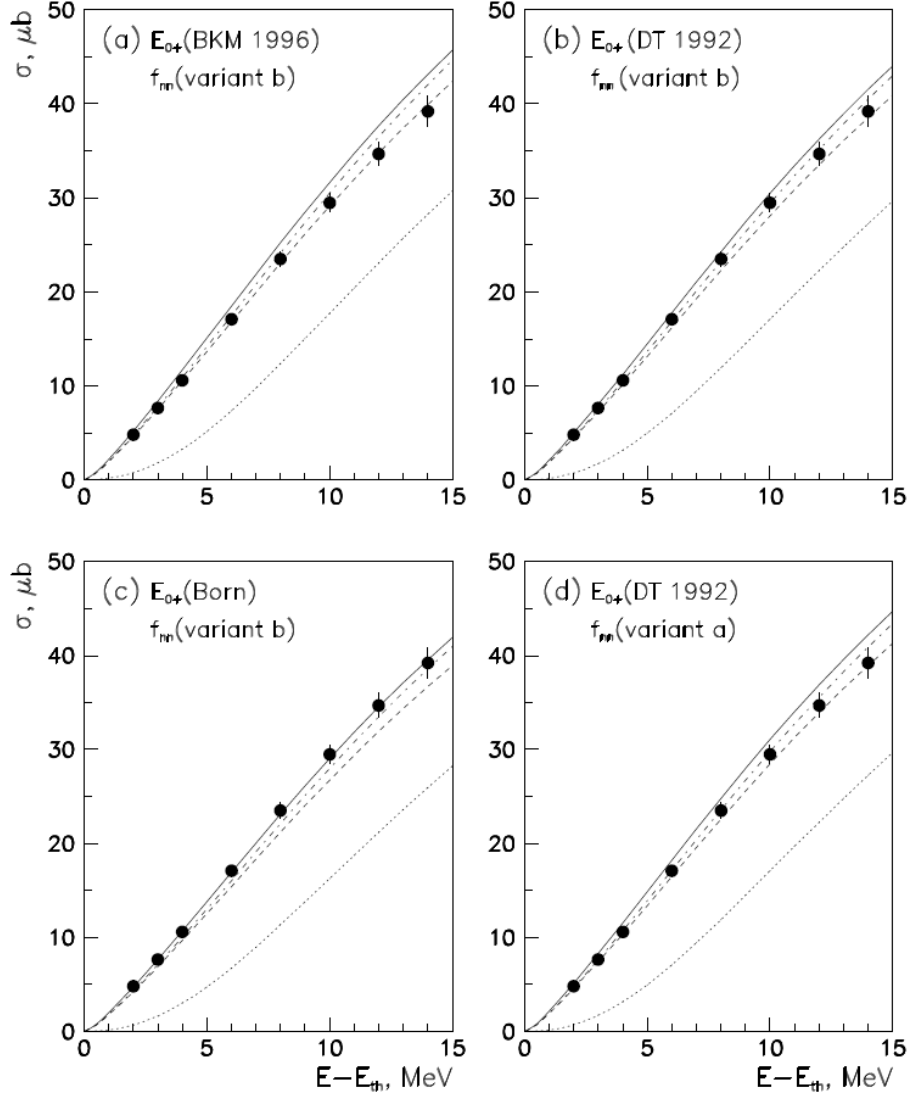 σ, μb
50
40
30
20
10
0
(a) E₀₊(BKM 1996)
fₙₙ(variant b)
0 5 10 15
50
40
30
20
10
0
(b) E₀₊(DT 1992)
(variant b)
0 5 10 15
σ, μb
50
40
30
20
10
0
(c) E₀₊(Born)
(variant b)
0 5 10 15
E−Eₜₕ, MeV
50
40
30
20
10
0
(d) E₀₊(DT 1992)
(variant a)
0 5 10 15
E−Eₜₕ, MeV